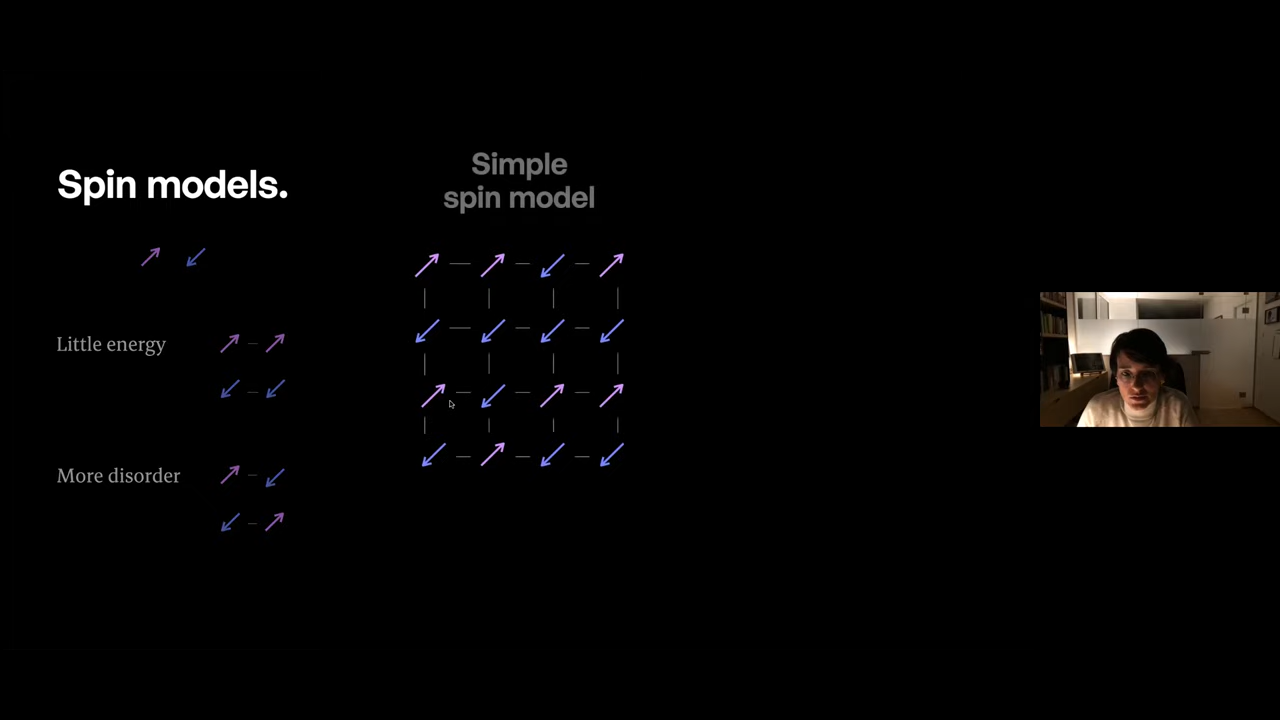 Spin models.
Little energy
More disorder
Simple
spin model